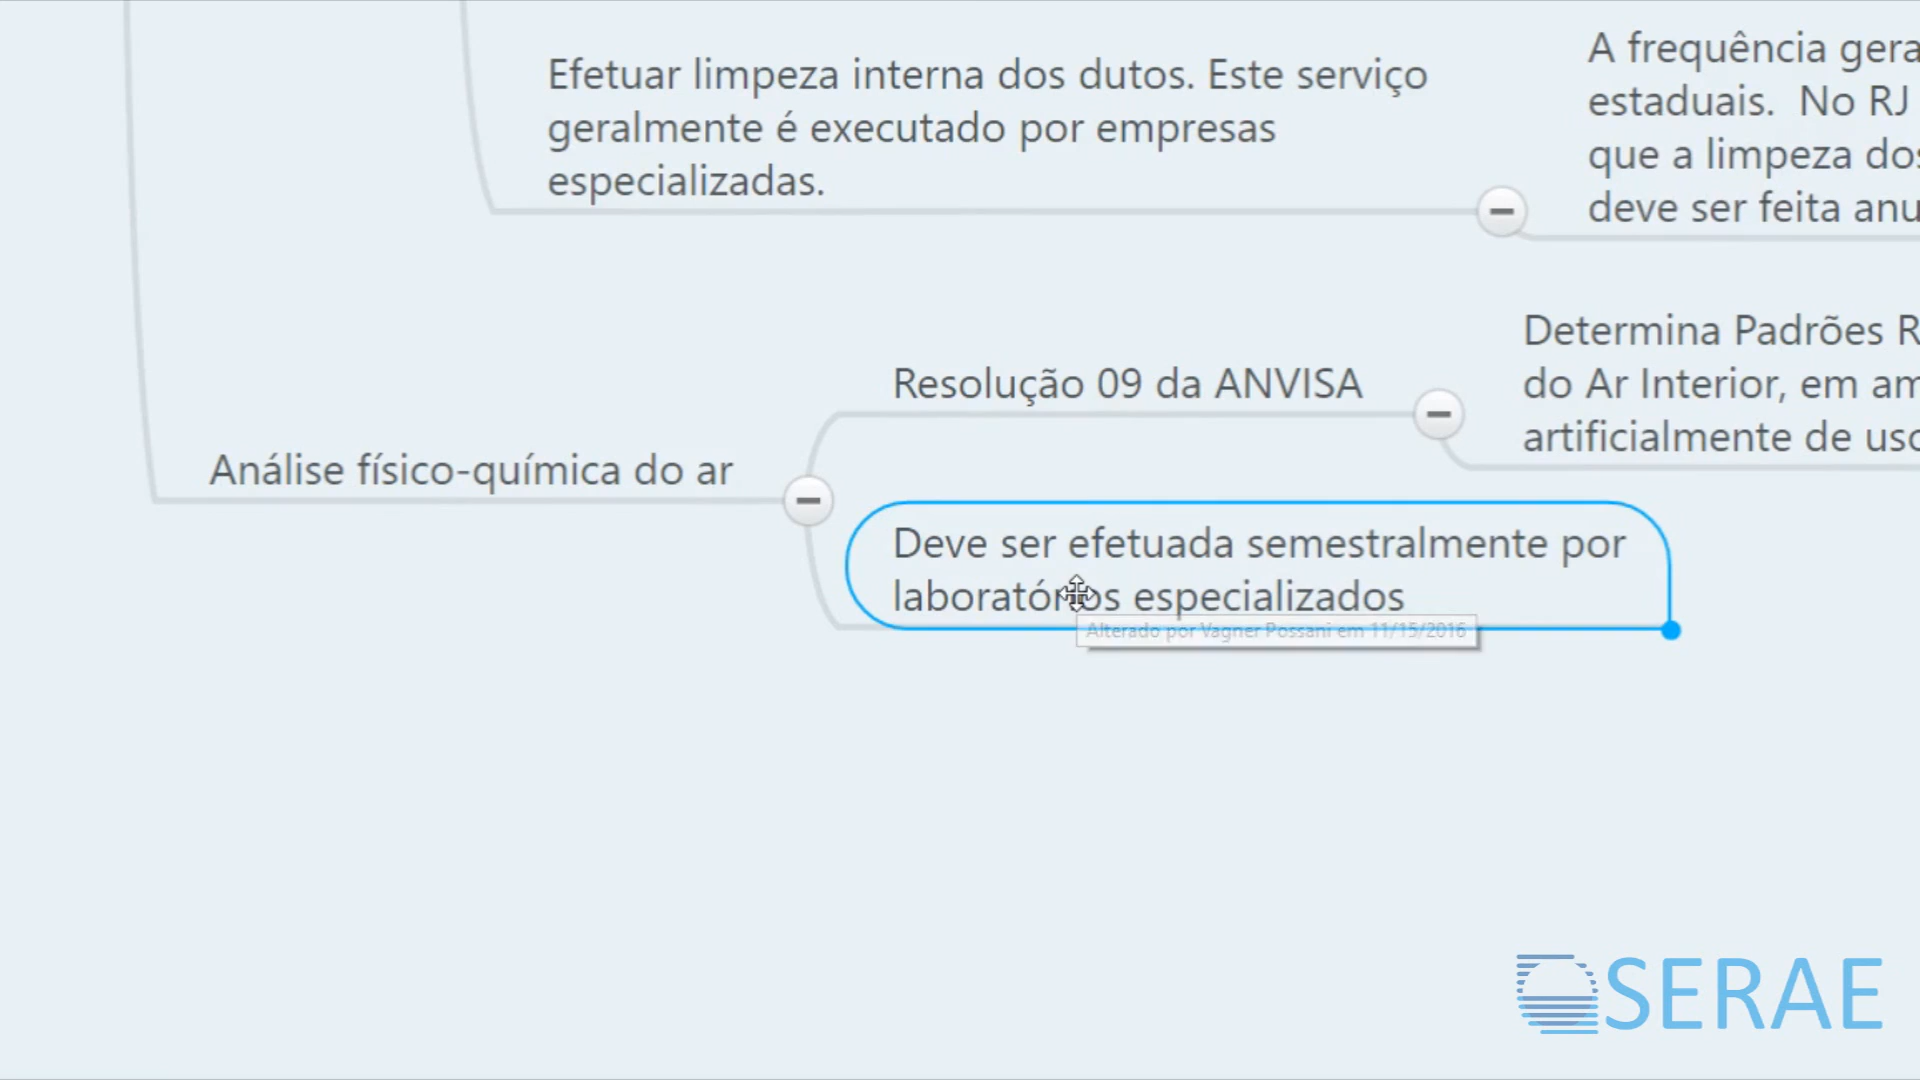 Efetuar limpeza interna dos dutos. Este serviço
geralmente é executado por empresas
especializadas.
A frequência gera
estaduais.  No RJ
que a limpeza dos
deve ser feita anu
Resolução 09 da ANVISA
Determina Padrões R
do Ar Interior, em am
artificialmente de uso
Análise físico-química do ar
Deve ser efetuada semestralmente por
laboratórios especializados
Alterado por Vagner Possani em 11/15/2016
SERAE